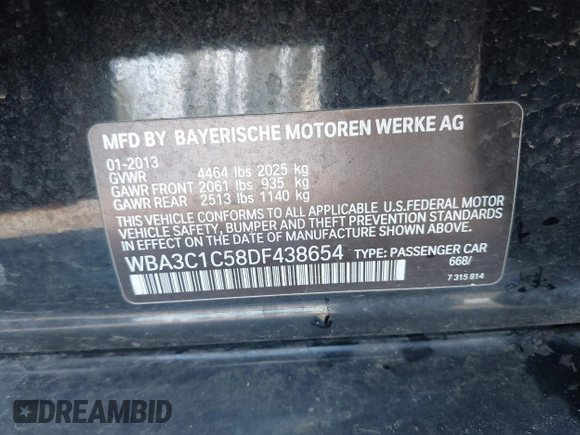 MFD BY BAYERISCHE MOTOREN WERKE AG
01-2013
GVWR 4464 lbs 2025 kg
GAWR FRONT 2061 lbs 935 kg
GAWR REAR 2513 lbs 1140 kg
THIS VEHICLE CONFORMS TO ALL APPLICABLE U.S.FEDERAL MOTOR
VEHICLE SAFETY, BUMPER AND THEFT PREVENTION STANDARDS
IN EFFECT ON THE DATE OF MANUFACTURE SHOWN ABOVE.
WBA3C1C58DF438654 TYPE: PASSENGER CAR
668/
7 315 814
DREAMBID